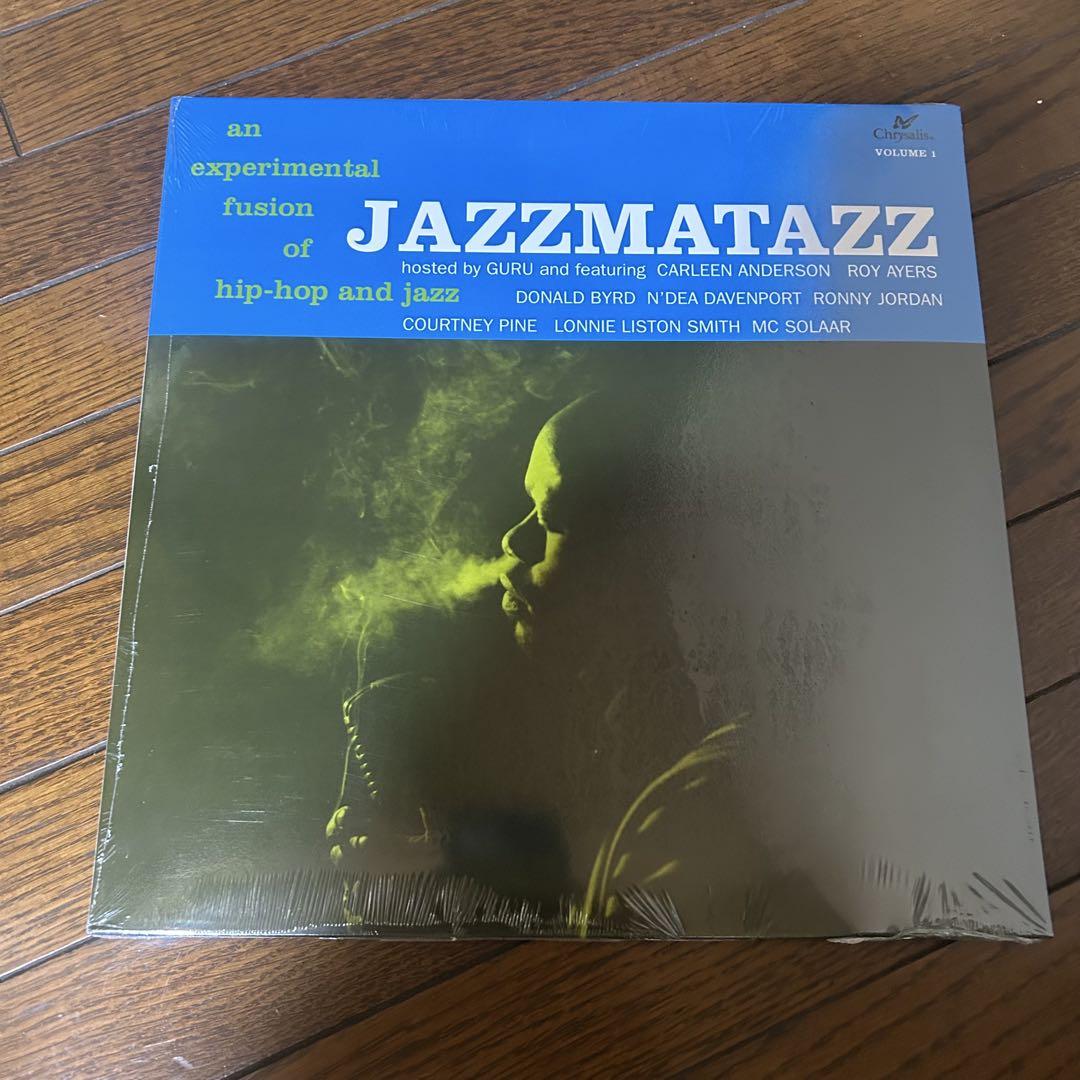 an
experimental
fusion
of
hip-hop and jazz
Chrysalis
VOLUME 1
JAZZMATAZZ
hosted by GURU and featuring CARLEEN ANDERSON ROY AYERS
DONALD BYRD N'DEA DAVENPORT RONNY JORDAN
COURTNEY PINE LONNIE LISTON SMITH MC SOLAAR